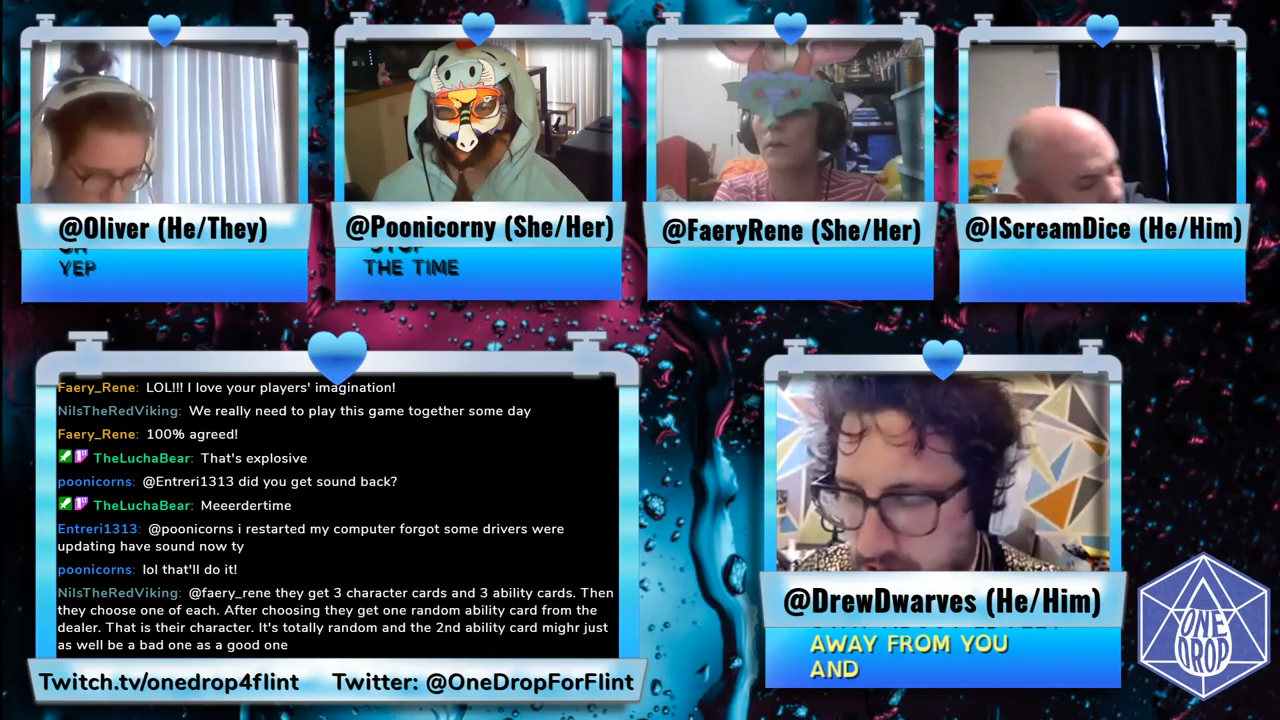 @Oliver (He/They)
YEP
@Poonicorny (She/Her)
STOP
THE TIME
@FaeryRene (She/Her)
@IScreamDice (He/Him)
Faery_Rene: LOL!!! I love your players' imagination!
NilsTheRedViking: We really need to play this game together some day
Faery_Rene: 100% agreed!
TheLuchaBear: That's explosive
poonicorns: @Entreri1313 did you get sound back?
TheLuchaBear: Meeerdertime
Entreri1313: @poonicorns i restarted my computer forgot some drivers were
updating have sound now ty
poonicorns: lol that'll do it!
NilsTheRedViking: @faery_rene they get 3 character cards and 3 ability cards. Then
they choose one of each. After choosing they get one random ability card from the
dealer. That is their character. It's totally random and the 2nd ability card mighr just
as well be a bad one as a good one
Twitch.tv/onedrop4flint Twitter: @OneDropForFlint
@DrewDwarves (He/Him)
AWAY FROM YOU
AND
ONE
DROP